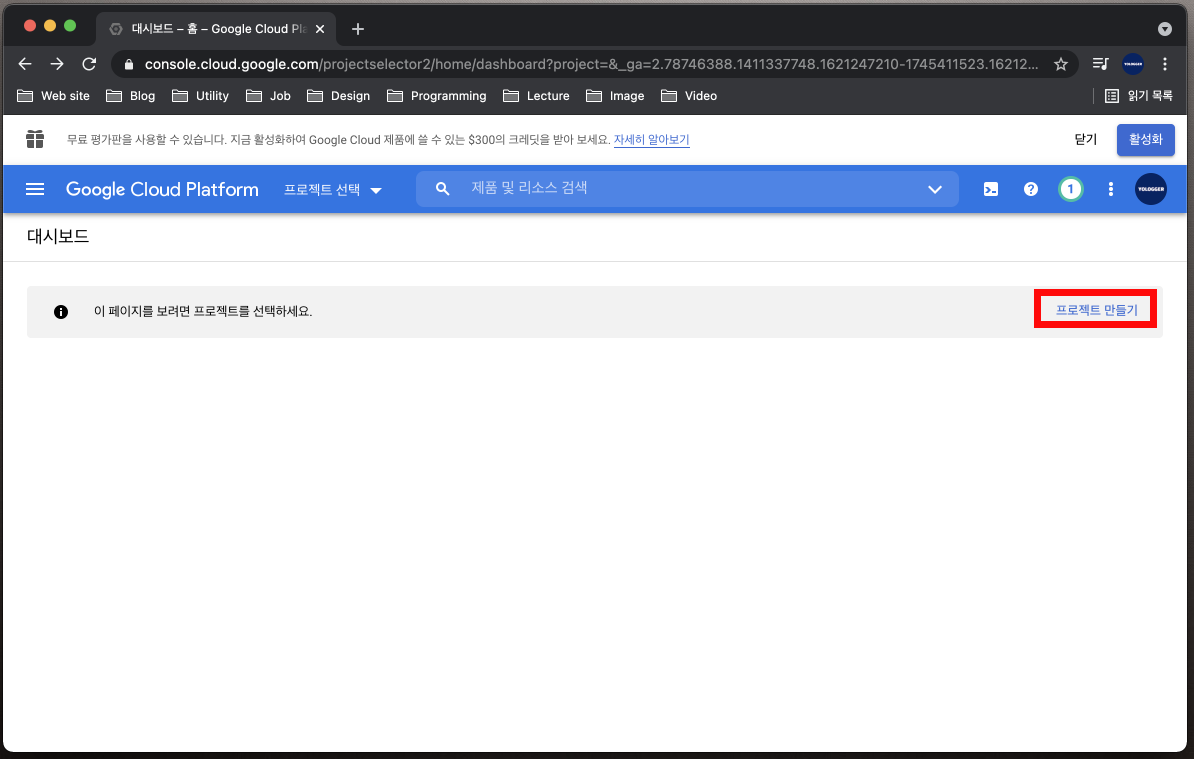 대시보드 – 홈 – Google Cloud Pla
console.cloud.google.com/projectselector2/home/dashboard?project=&_ga=2.78746388.1411337748.1621247210-1745411523.16212...
Web site Blog Utility Job Design Programming Lecture Image Video 읽기 목록
무료 평가판을 사용할 수 있습니다. 지금 활성화하여 Google Cloud 제품에 쓸 수 있는 $300의 크레딧을 받아 보세요. 자세히 알아보기 닫기 활성화
Google Cloud Platform 프로젝트 선택 제품 및 리소스 검색 1 YOLOGGER
대시보드
이 페이지를 보려면 프로젝트를 선택하세요. 프로젝트 만들기